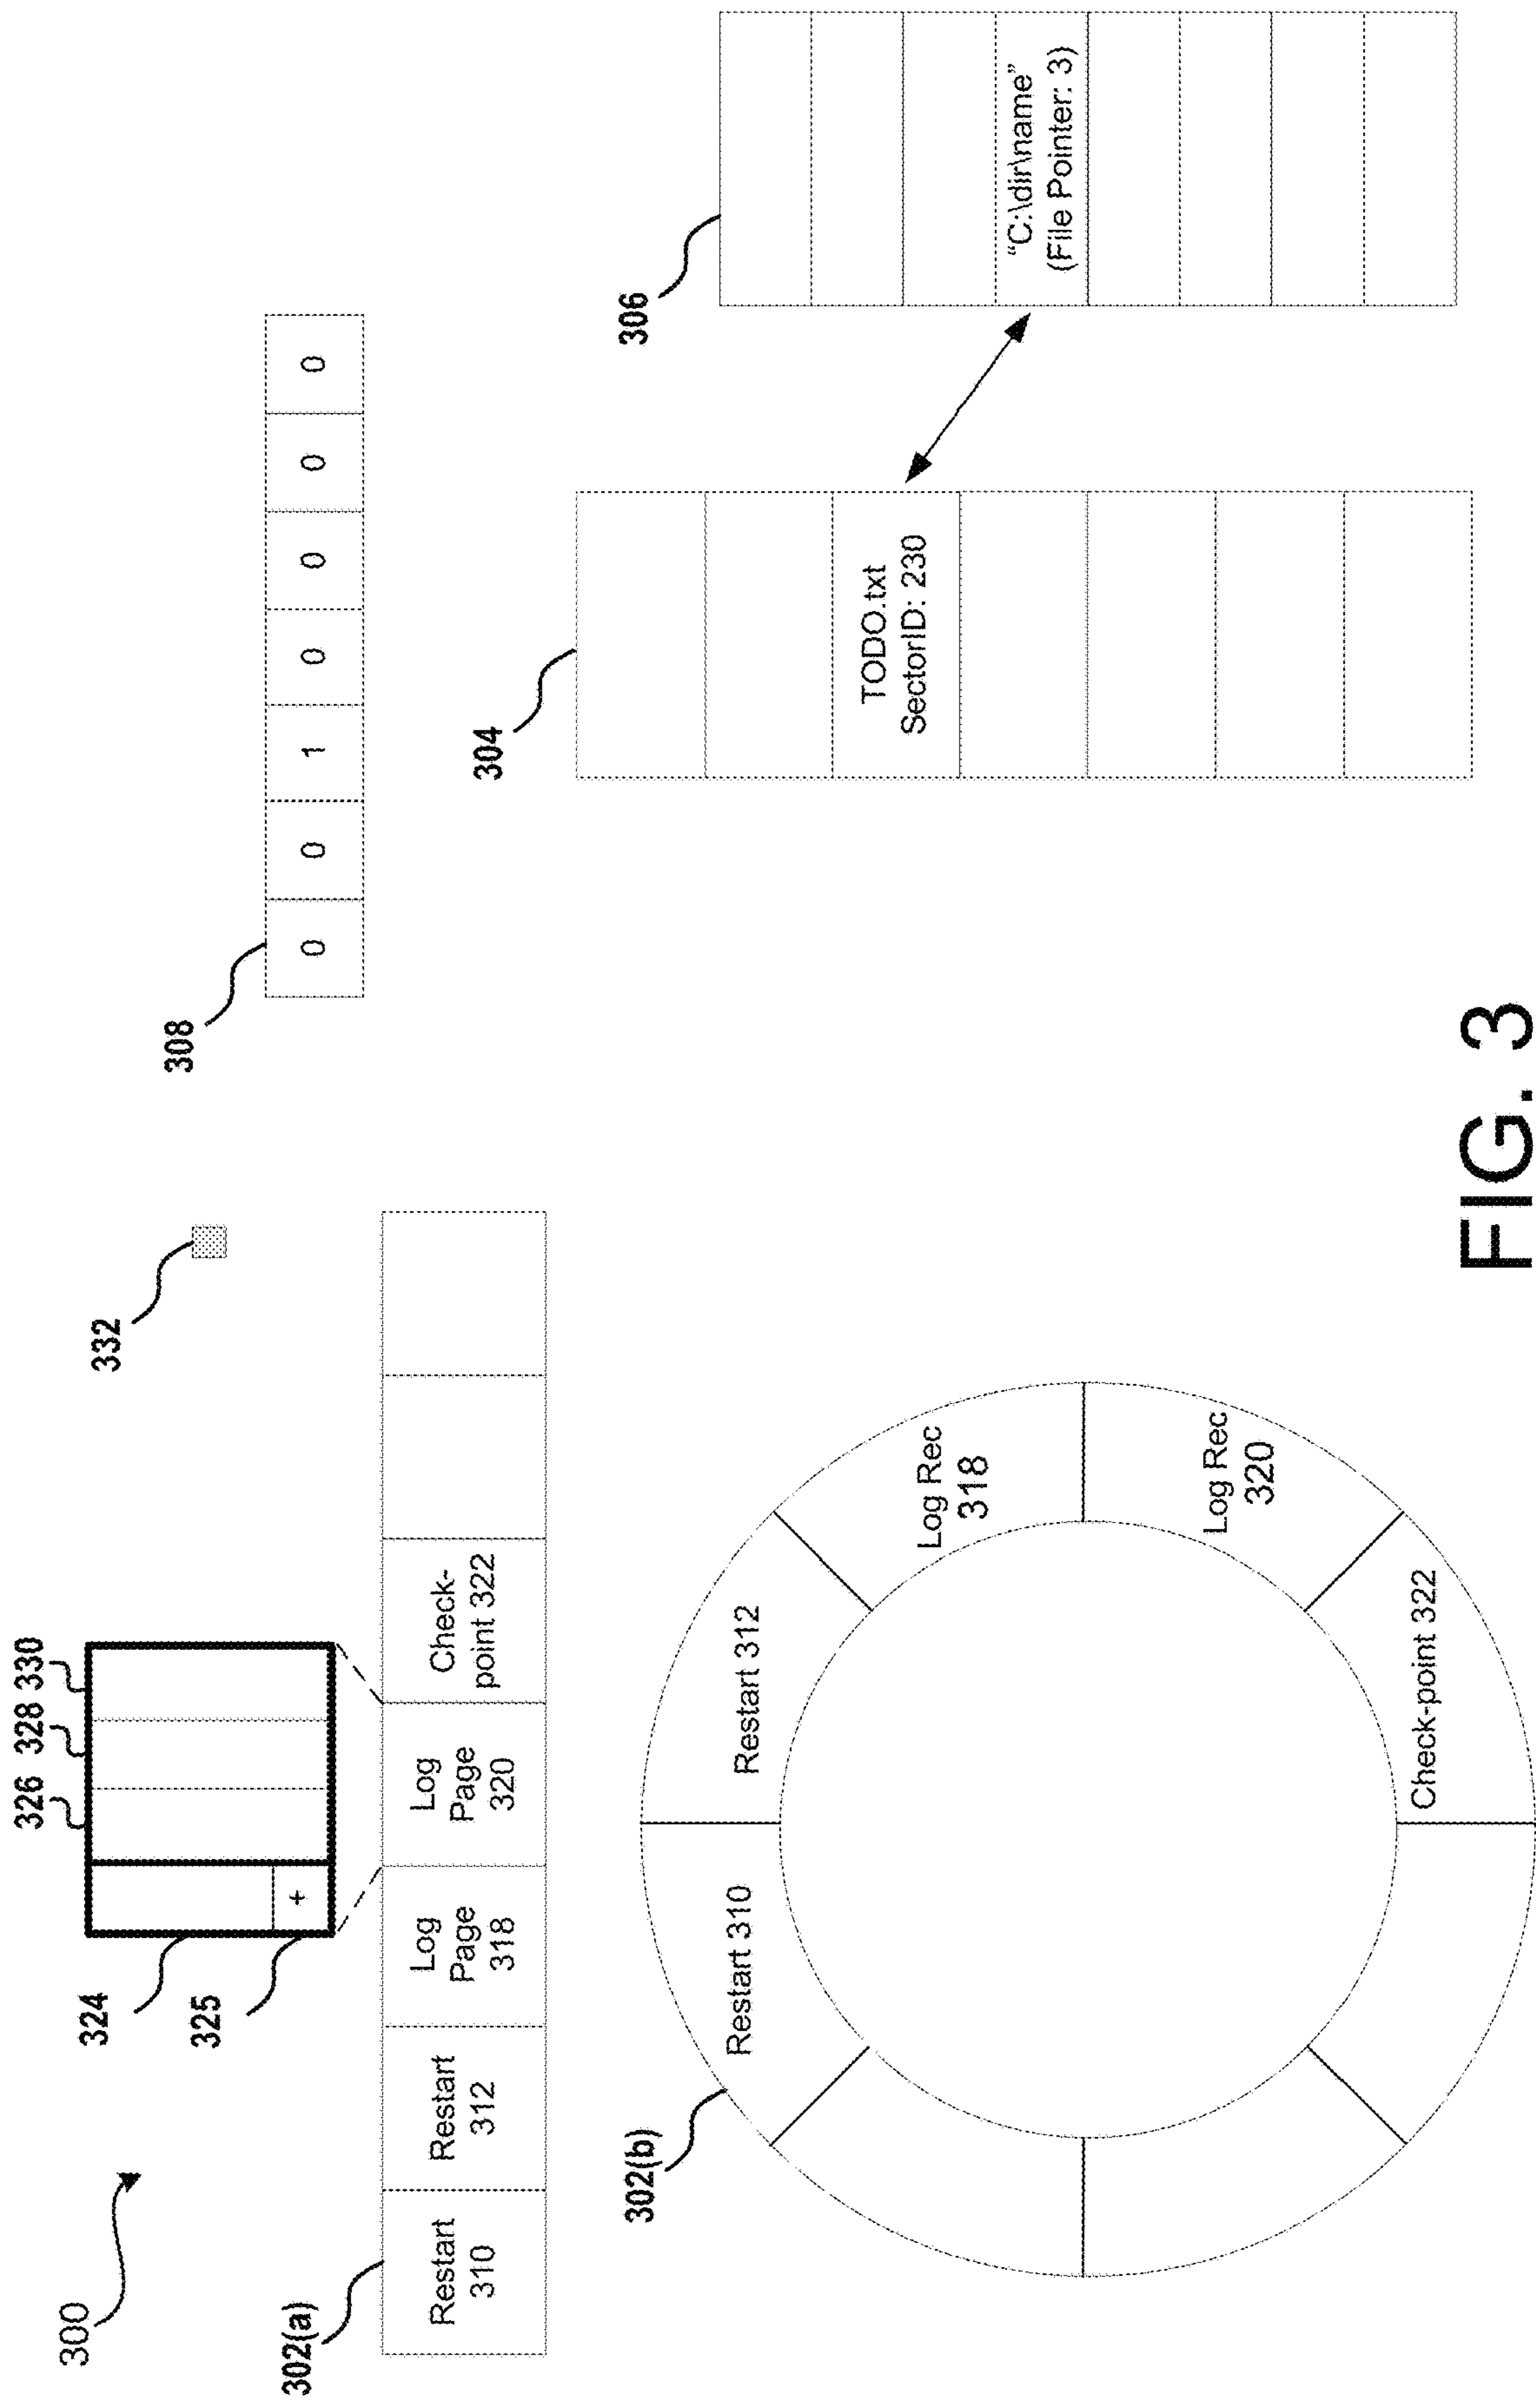 300
302(a)
Restart
310
Restart
312
Log
Page
318
Log
Page
320
Check-
point 322
324
325
+
326
328
330
332
308
0
0
1
0
0
0
0
302(b)
Restart 310
Restart 312
Log Rec
318
Log Rec
320
Check-point 322
304
TODO.txt
SectorID: 230
306
“C:\dir\name”
(File Pointer: 3)
FIG. 3